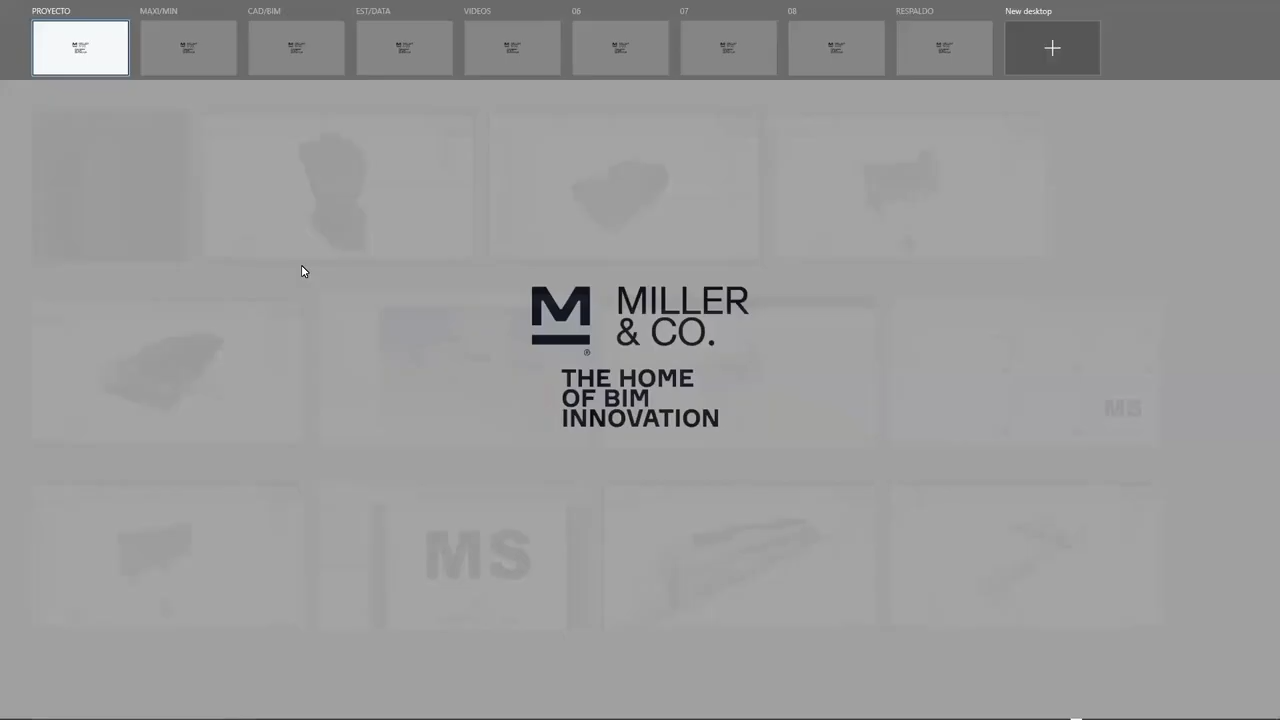 PROYECTO MAXI/MIN CAD/BIM EST/DATA VIDEOS 06 07 08 RESPALDO New desktop
M MILLER
& CO.
®
THE HOME
OF BIM
INNOVATION
MS
MS